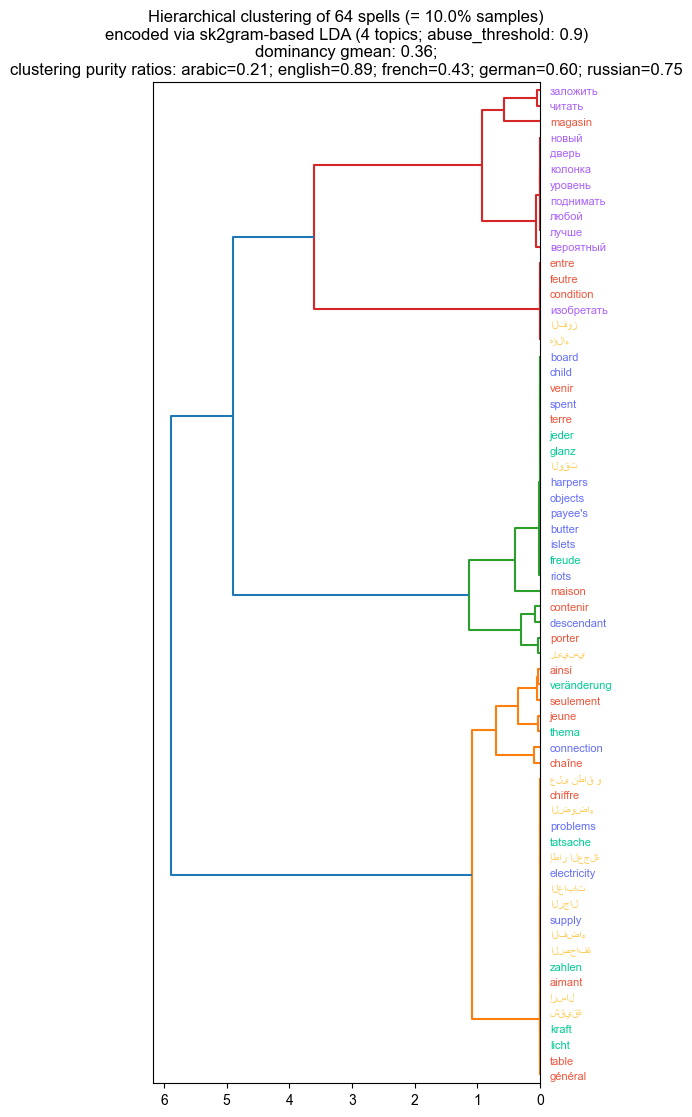 Hierarchical clustering of 64 spells (= 10.0% samples)
encoded via sk2gram-based LDA (4 topics; abuse_threshold: 0.9)
dominancy gmean: 0.36;
clustering purity ratios: arabic=0.21; english=0.89; french=0.43; german=0.60; russian=0.75
заложить
читать
magasin
новый
дверь
колонка
уровень
поднимать
любой
лучше
вероятный
entre
feutre
condition
изобретать
الفوز
هؤلاء
board
child
venir
spent
terre
jeder
glanz
الوقت
harpers
objects
payee's
butter
islets
freude
riots
maison
contenir
descendant
porter
رئيسي
ainsi
veränderung
seulement
jeune
thema
connection
chaîne
على نطاق و
chiffre
الضوضاء
problems
tatsache
إطار العجلة
electricity
الغابات
الرجال
supply
الفضاء
الصحافة
zahlen
aimant
إرسال
شقيقة
kraft
licht
table
général
6 5 4 3 2 1 0